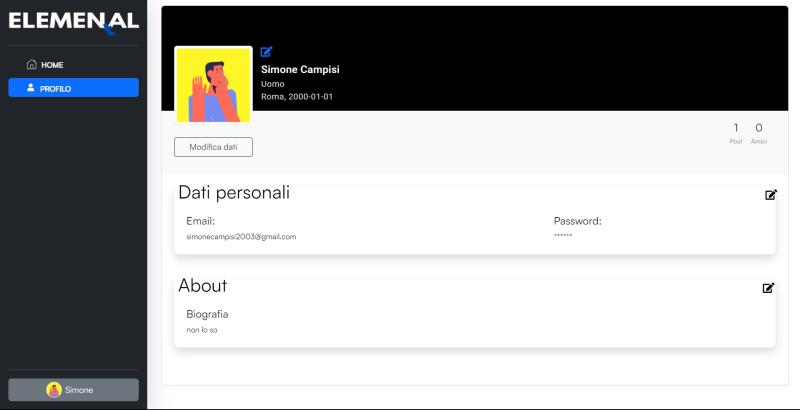 ELEMENTAL
HOME
PROFILO
Simone
Simone Campisi
Uomo
Roma, 2000-01-01
Modifica dati
1 0
Post Amici
Dati personali
Email: Password:
simonecampisi2003@gmail.com ******
About
Biografia
non lo so